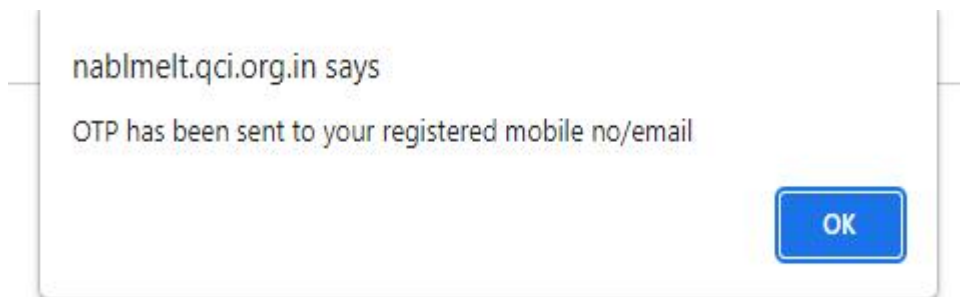 nablmelt.qci.org.in says
OTP has been sent to your registered mobile no/email
OK